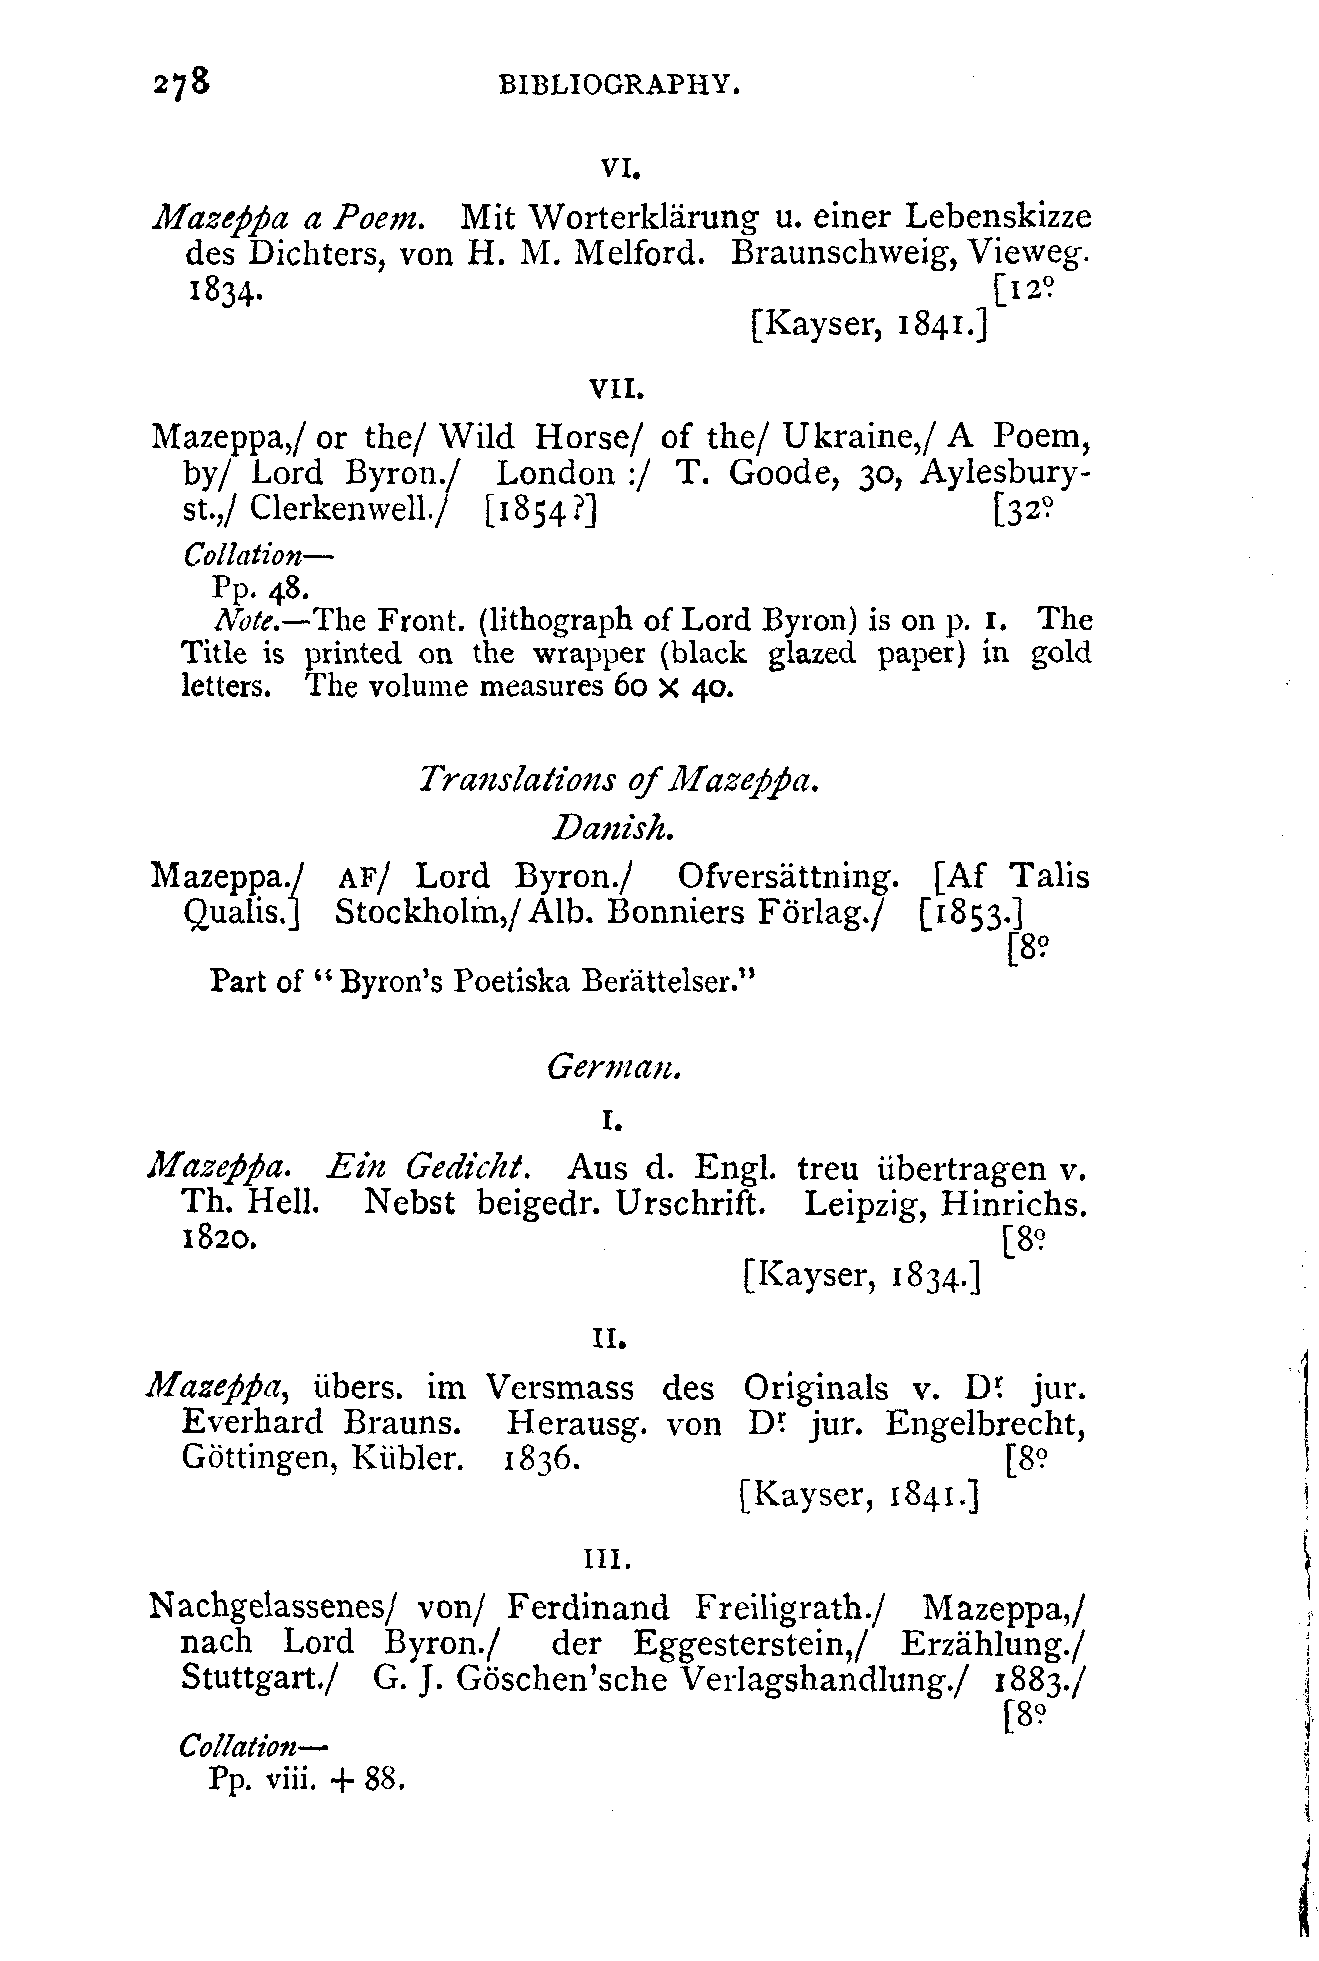 278 BIBLIOGRAPHY.
VI.
Mazeppa a Poem. Mit Worterklärung u. einer Lebenskizze
des Dichters, von H. M. Melford. Braunschweig, Vieweg.
1834. [12º
[Kayser, 1841.]
VII.
Mazeppa,/ or the/ Wild Horse/ of the/ Ukraine,/ A Poem,
by/ Lord Byron./ London :/ T. Goode, 30, Aylesbury-
st.,/ Clerkenwell./ [1854?] [32º
Collation—
Pp. 48.
Note.—The Front. (lithograph of Lord Byron) is on p. 1. The
Title is printed on the wrapper (black glazed paper) in gold
letters. The volume measures 60 × 40.
Translations of Mazeppa.
Danish.
Mazeppa./ AF/ Lord Byron./ Ofversättning. [Af Talis
Qualis.] Stockholm,/ Alb. Bonniers Förlag./ [1853.]
[8º
Part of "Byron's Poetiska Berättelser."
German.
I.
Mazeppa. Ein Gedicht. Aus d. Engl. treu übertragen v.
Th. Hell. Nebst beigedr. Urschrift. Leipzig, Hinrichs.
1820. [8º
[Kayser, 1834.]
II.
Mazeppa, übers. im Versmass des Originals v. Dr jur.
Everhard Brauns. Herausg. von Dr jur. Engelbrecht,
Göttingen, Kübler. 1836. [8º
[Kayser, 1841.]
III.
Nachgelassenes/ von/ Ferdinand Freiligrath./ Mazeppa,/
nach Lord Byron./ der Eggesterstein,/ Erzählung./
Stuttgart./ G. J. Göschen'sche Verlagshandlung./ 1883./
[8º
Collation—
Pp. viii. + 88.